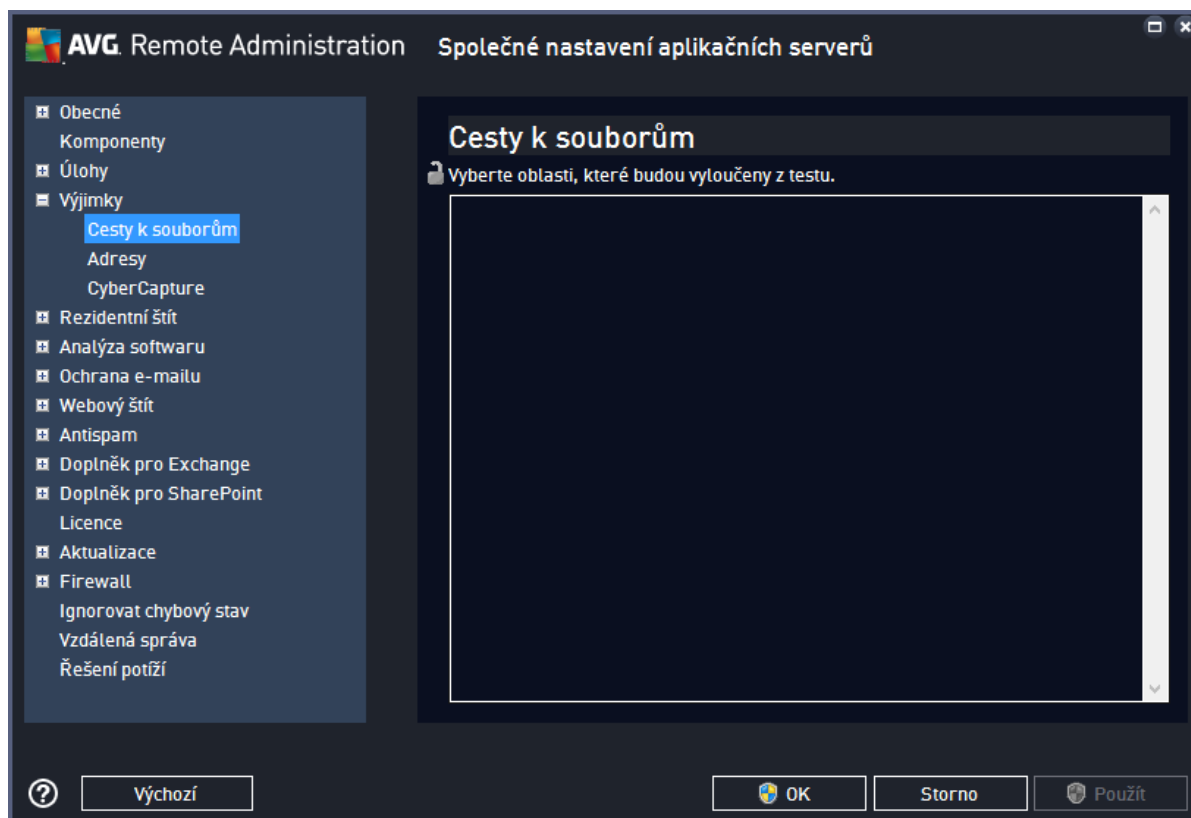 AVG. Remote Administration
Společné nastavení aplikačních serverů
Obecné
Komponenty
Úlohy
Výjimky
Cesty k souborům
Adresy
CyberCapture
Rezidentní štít
Analýza softwaru
Ochrana e-mailu
Webový štít
Antispam
Doplněk pro Exchange
Doplněk pro SharePoint
Licence
Aktualizace
Firewall
Ignorovat chybový stav
Vzdálená správa
Řešení potíží
Cesty k souborům
Vyberte oblasti, které budou vyloučeny z testu.
Výchozí
OK
Storno
Použít